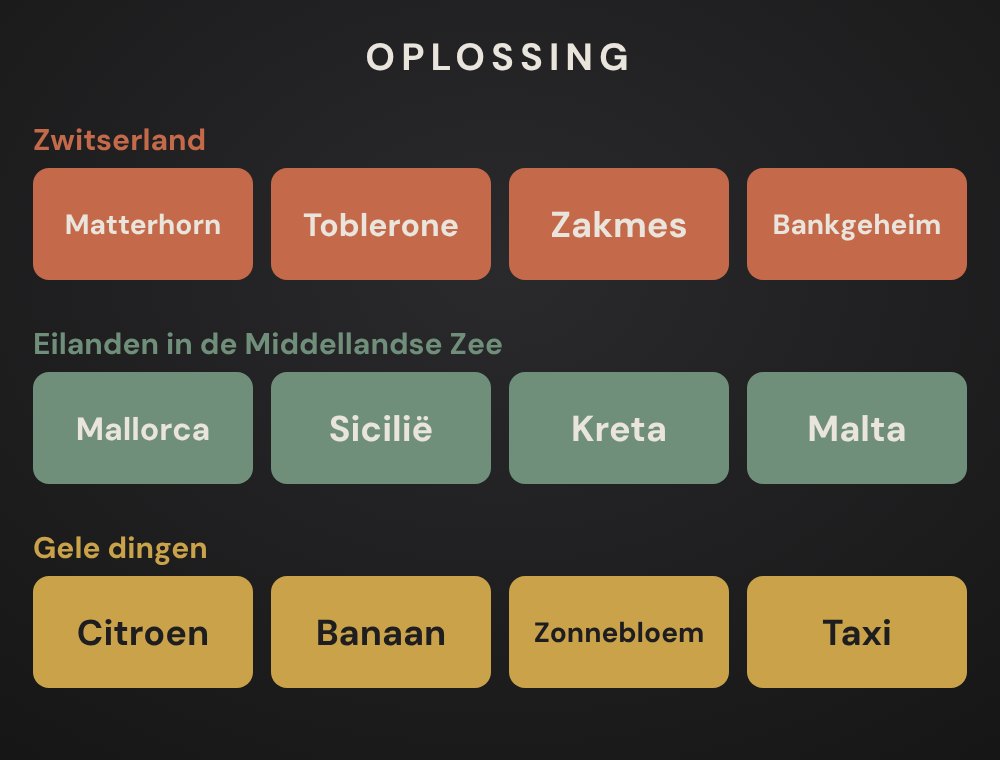 OPLOSSING
Zwitserland
Matterhorn Toblerone Zakmes Bankgeheim
Eilanden in de Middellandse Zee
Mallorca Sicilië Kreta Malta
Gele dingen
Citroen Banaan Zonnebloem Taxi